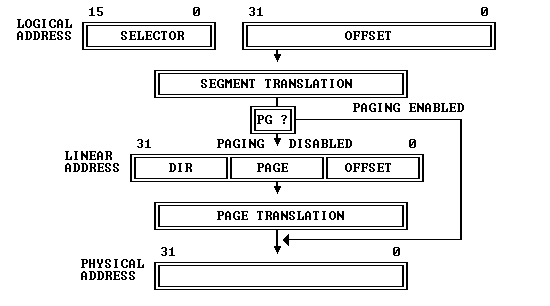 15 0 31 0
LOGICAL
ADDRESS
SELECTOR OFFSET
SEGMENT TRANSLATION
PG ? PAGING ENABLED
31 PAGING DISABLED 0
LINEAR
ADDRESS
DIR PAGE OFFSET
PAGE TRANSLATION
31 0
PHYSICAL
ADDRESS